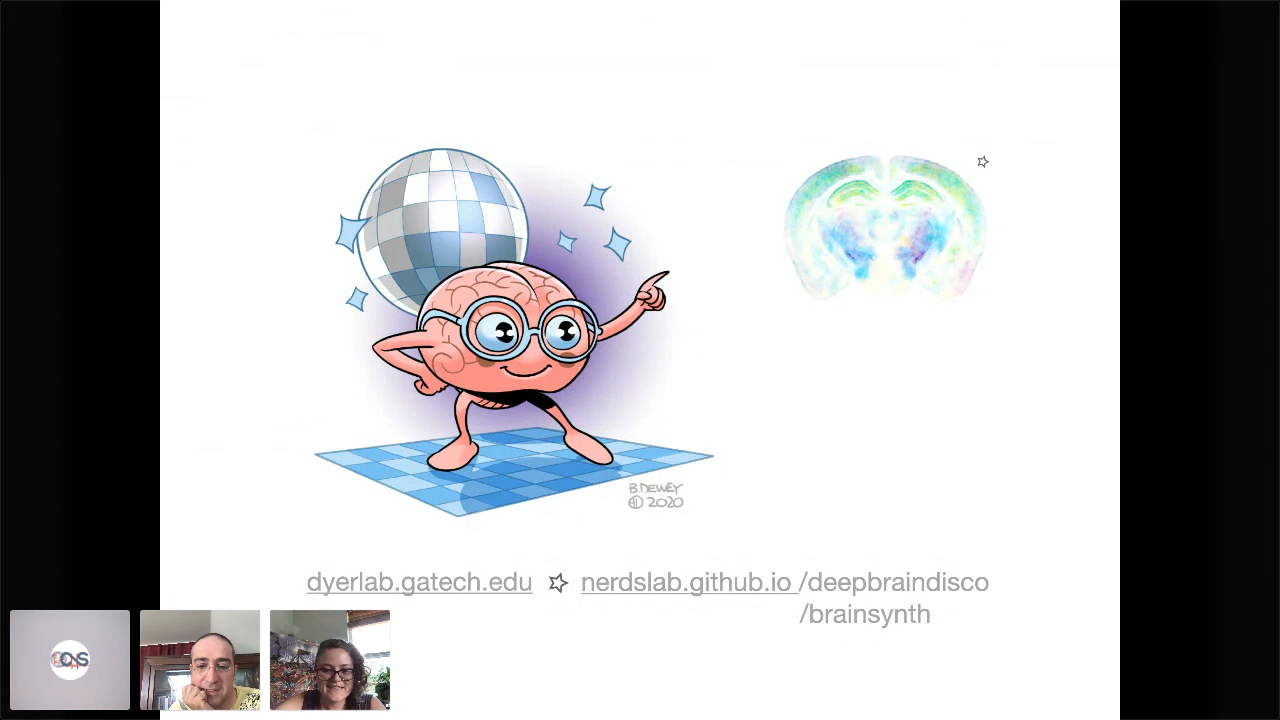 B.DEWEY
2020
dyerlab.gatech.edu ☆ nerdslab.github.io /deepbraindisco
/brainsynth